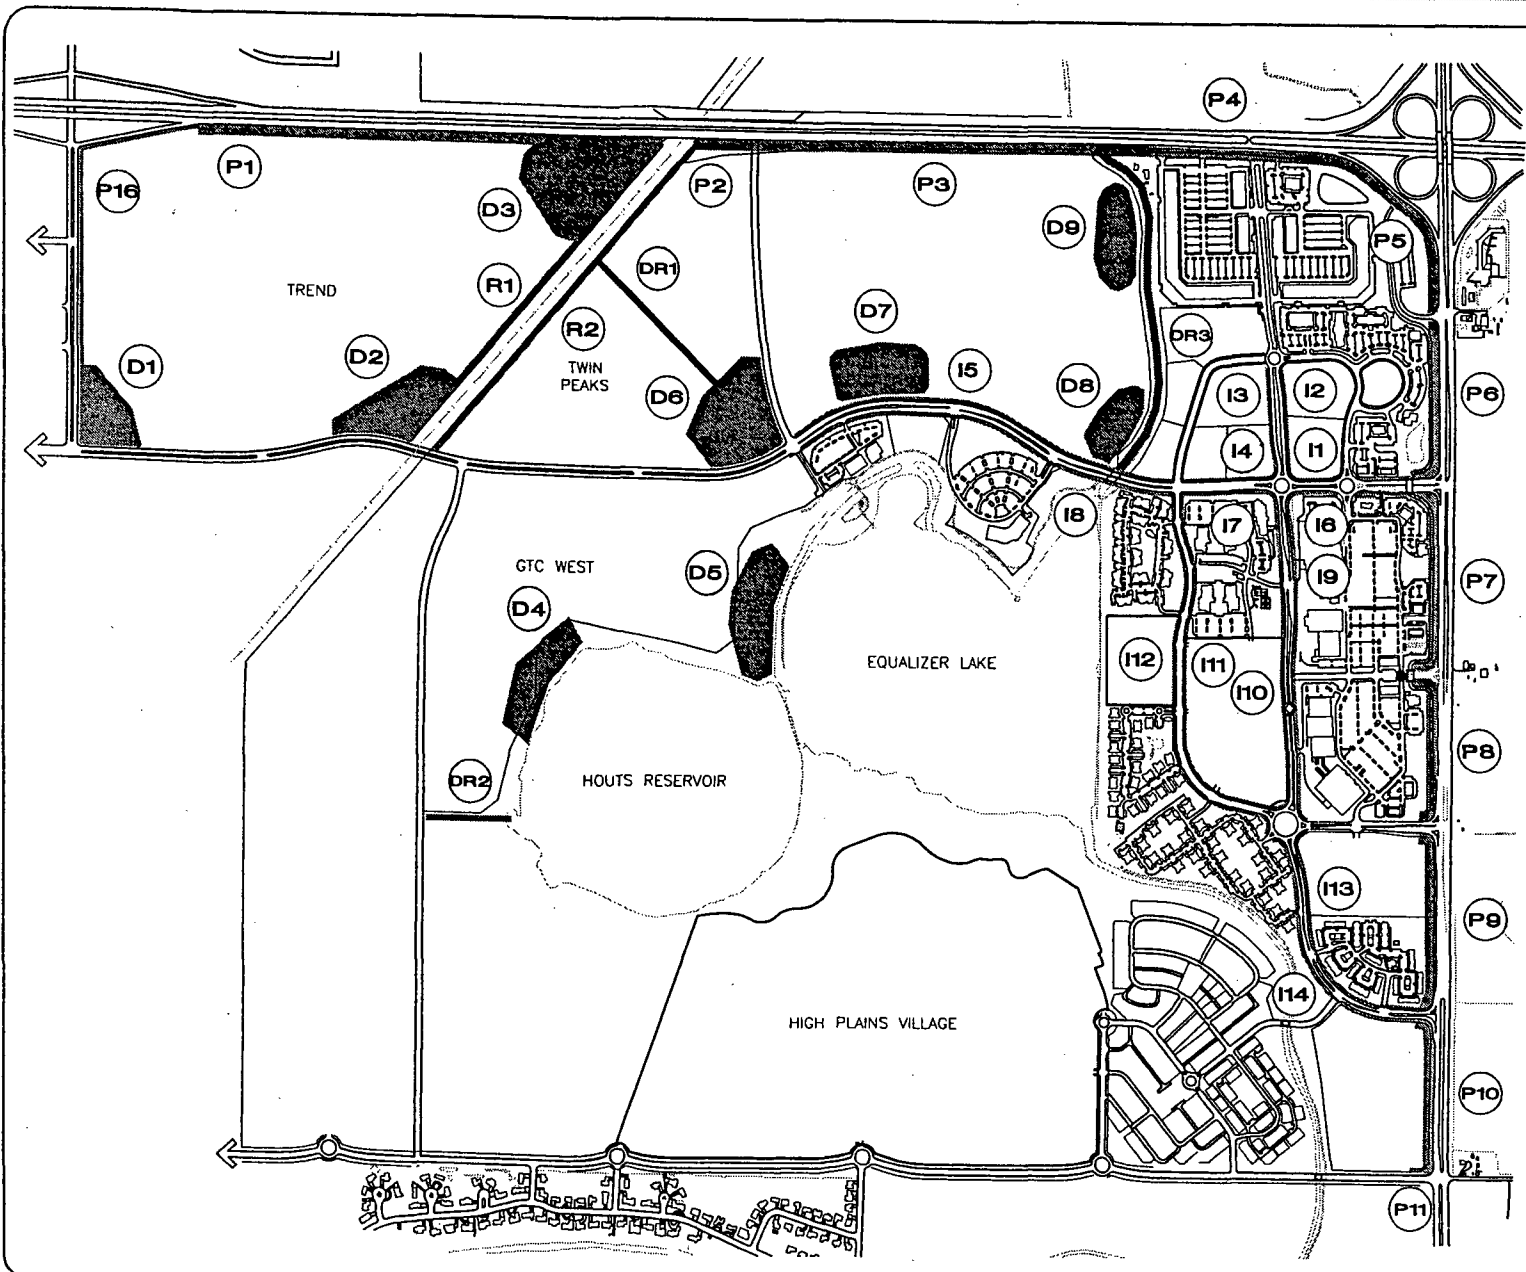 P4
P1
P16
P2
P3
D3
D9
P5
DR1
R1
TREND
D7
R2
DR3
D1
D2
TWIN
PEAKS
I5
D6
D8
I3
I2
P6
I4
I1
I8
I7
I6
GTC WEST
D5
I9
P7
D4
EQUALIZER LAKE
I12
I11
I10
P8
DR2
HOUTS RESERVOIR
I13
P9
I14
HIGH PLAINS VILLAGE
P10
P11